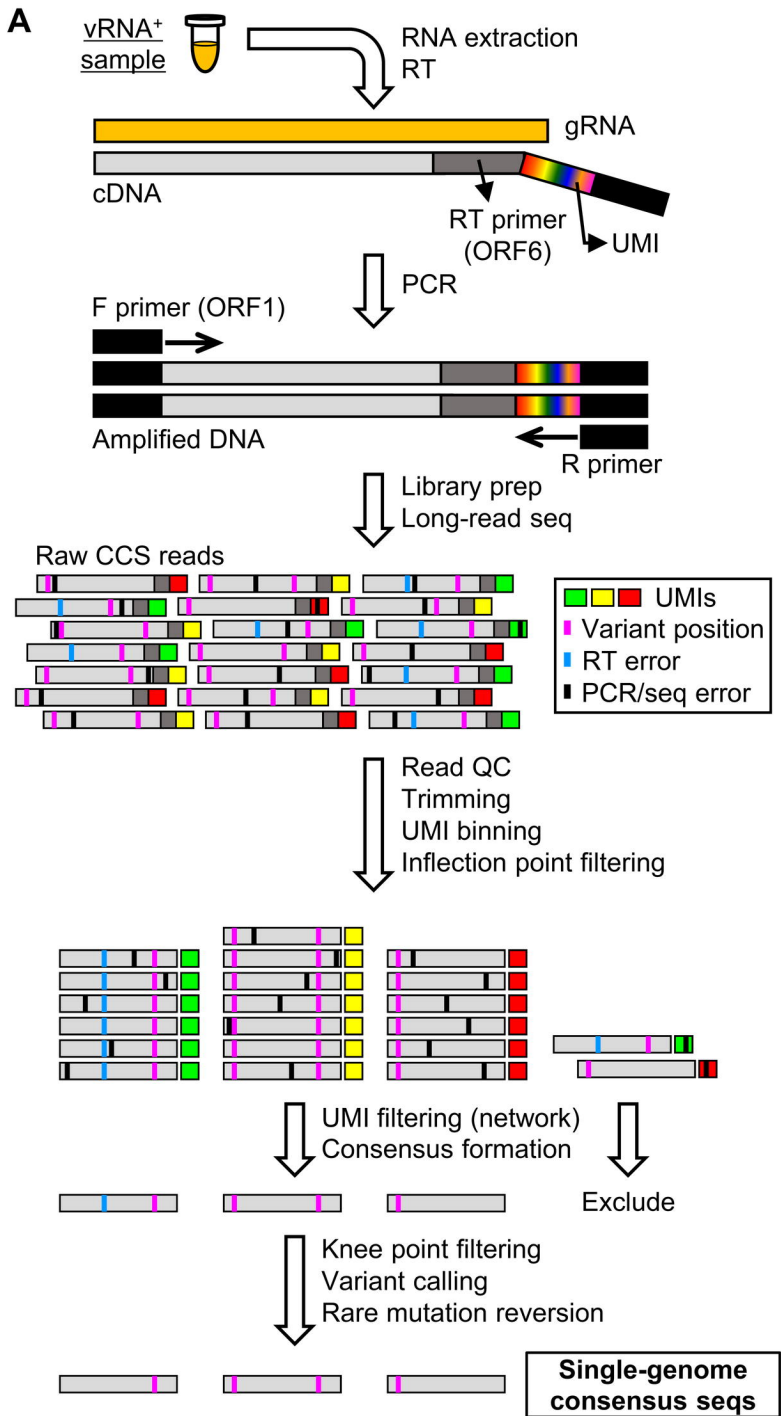 A
vRNA⁺
sample
RNA extraction
RT
gRNA
cDNA
RT primer
(ORF6)
UMI
PCR
F primer (ORF1)
Amplified DNA
R primer
Library prep
Long-read seq
Raw CCS reads
UMIs
Variant position
RT error
PCR/seq error
Read QC
Trimming
UMI binning
Inflection point filtering
UMI filtering (network)
Consensus formation
Exclude
Knee point filtering
Variant calling
Rare mutation reversion
Single-genome
consensus seqs